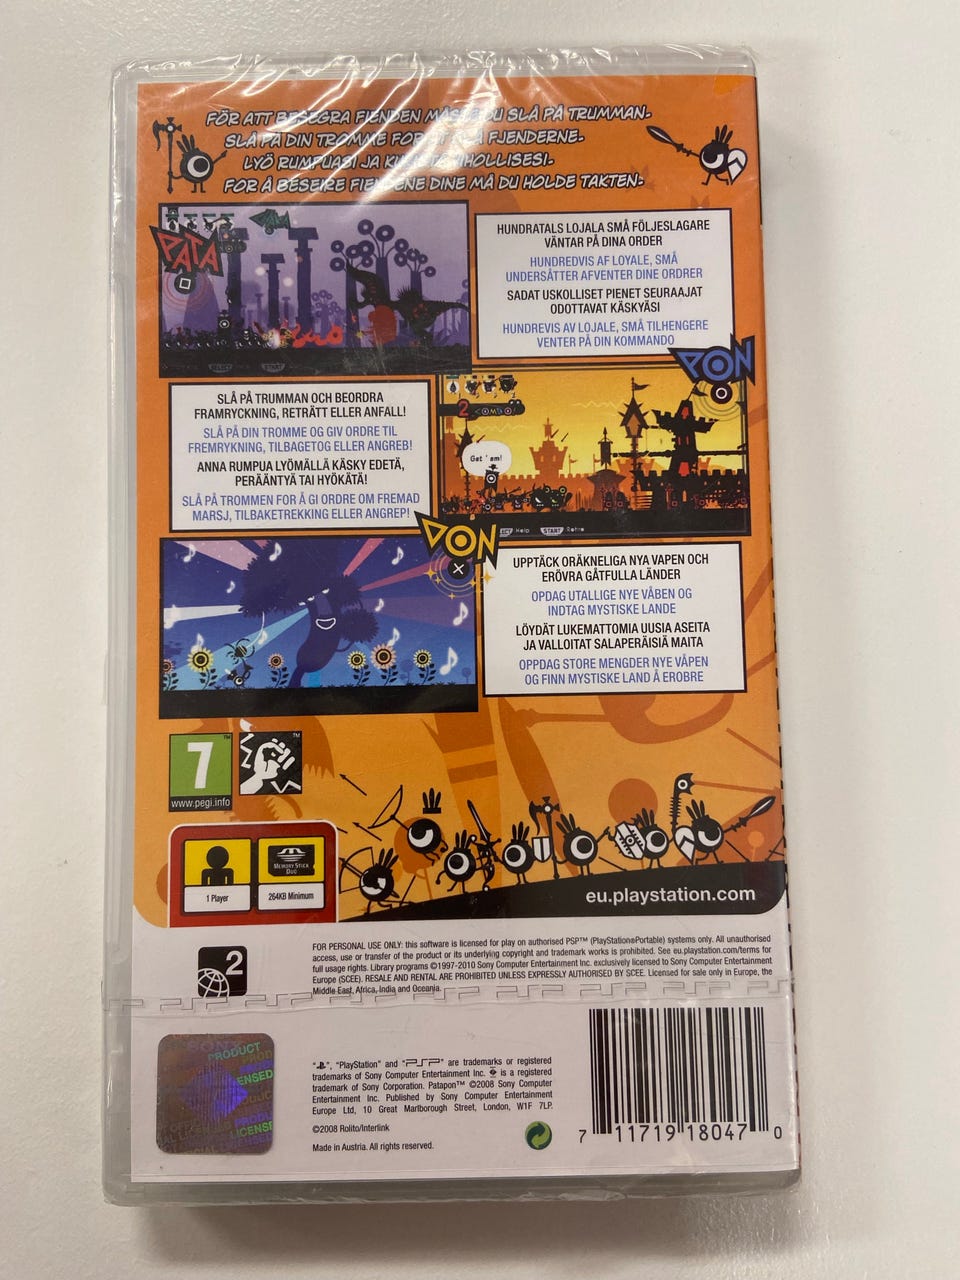 FÖR ATT BESEGRA FIENDEN MÅSTE DU SLÅ PÅ TRUMMAN.
SLÅ PÅ DIN TROMME FOR AT SLÅ FJENDERNE.
LYÖ RUMPUASI JA KUKISTA VIHOLLISESI.
FOR Å BESEIRE FIENDENE DINE MÅ DU HOLDE TAKTEN.
PATA
SELECT
START
HUNDRATALS LOJALA SMÅ FÖLJESLAGARE
VÄNTAR PÅ DINA ORDER
HUNDREDVIS AF LOYALE, SMÅ
UNDERSÅTTER AFVENTER DINE ORDRER
SADAT USKOLLISET PIENET SEURAAJAT
ODOTTAVAT KÄSKYÄSI
HUNDREVIS AV LOJALE, SMÅ TILHENGERE
VENTER PÅ DIN KOMMANDO
PON
SLÅ PÅ TRUMMAN OCH BEORDRA
FRAMRYCKNING, RETRÄTT ELLER ANFALL!
SLÅ PÅ DIN TROMME OG GIV ORDRE TIL
FREMRYKNING, TILBAGETOG ELLER ANGREB!
ANNA RUMPUA LYÖMÄLLÄ KÄSKY EDETÄ,
PERÄÄNTYÄ TAI HYÖKÄTÄ!
SLÅ PÅ TROMMEN FOR Å GI ORDRE OM FREMAD
MARSJ, TILBAKETREKKING ELLER ANGREP!
2 COMBO!
Get 'em!
Help START Retry
DON
UPPTÄCK ORÄKNELIGA NYA VAPEN OCH
ERÖVRA GÅTFULLA LÄNDER
OPDAG UTALLIGE NYE VÅBEN OG
INDTAG MYSTISKE LANDE
LÖYDÄT LUKEMATTOMIA UUSIA ASEITA
JA VALLOITAT SALAPERÄISIÄ MAITA
OPPDAG STORE MENGDER NYE VÅPEN
OG FINN MYSTISKE LAND Å EROBRE
7
www.pegi.info
1 Player
MEMORY STICK
DUO
264KB Minimum
eu.playstation.com
2
FOR PERSONAL USE ONLY: this software is licensed for play on authorised PSP™ (PlayStation®Portable) systems only. All unauthorised
access, use or transfer of the product or its underlying copyright and trademark works is prohibited. See eu.playstation.com/terms for
full usage rights. Library programs ©1997-2010 Sony Computer Entertainment Inc. exclusively licensed to Sony Computer Entertainment
Europe (SCEE). RESALE AND RENTAL ARE PROHIBITED UNLESS EXPRESSLY AUTHORISED BY SCEE. Licensed for sale only in Europe, the
Middle East, Africa, India and Oceania.
SONY
PRODUCT
LICENSE
" ", "PlayStation" and "PSP" are trademarks or registered
trademarks of Sony Computer Entertainment Inc. is a registered
trademark of Sony Corporation. Patapon™ ©2008 Sony Computer
Entertainment Inc. Published by Sony Computer Entertainment
Europe Ltd, 10 Great Marlborough Street, London, W1F 7LP.
©2008 Rolito/Interlink
Made in Austria. All rights reserved.
7 11719 18047 0